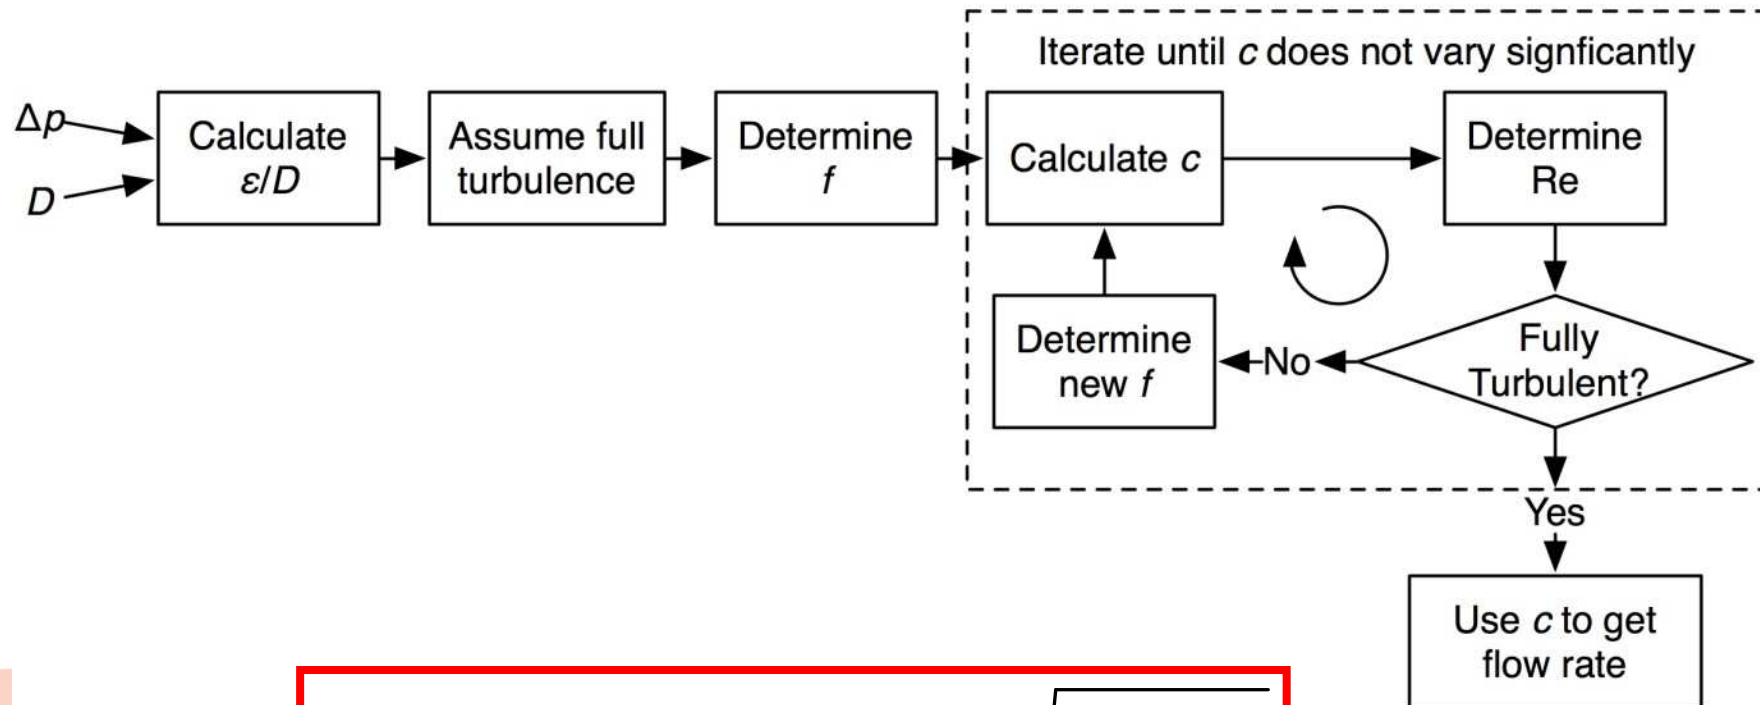 Iterate until c does not vary signficantly
Δp
D
Calculate
ε/D
Assume full
turbulence
Determine
f
Calculate c
Determine
Re
Determine
new f
No
Fully
Turbulent?
Yes
Use c to get
flow rate